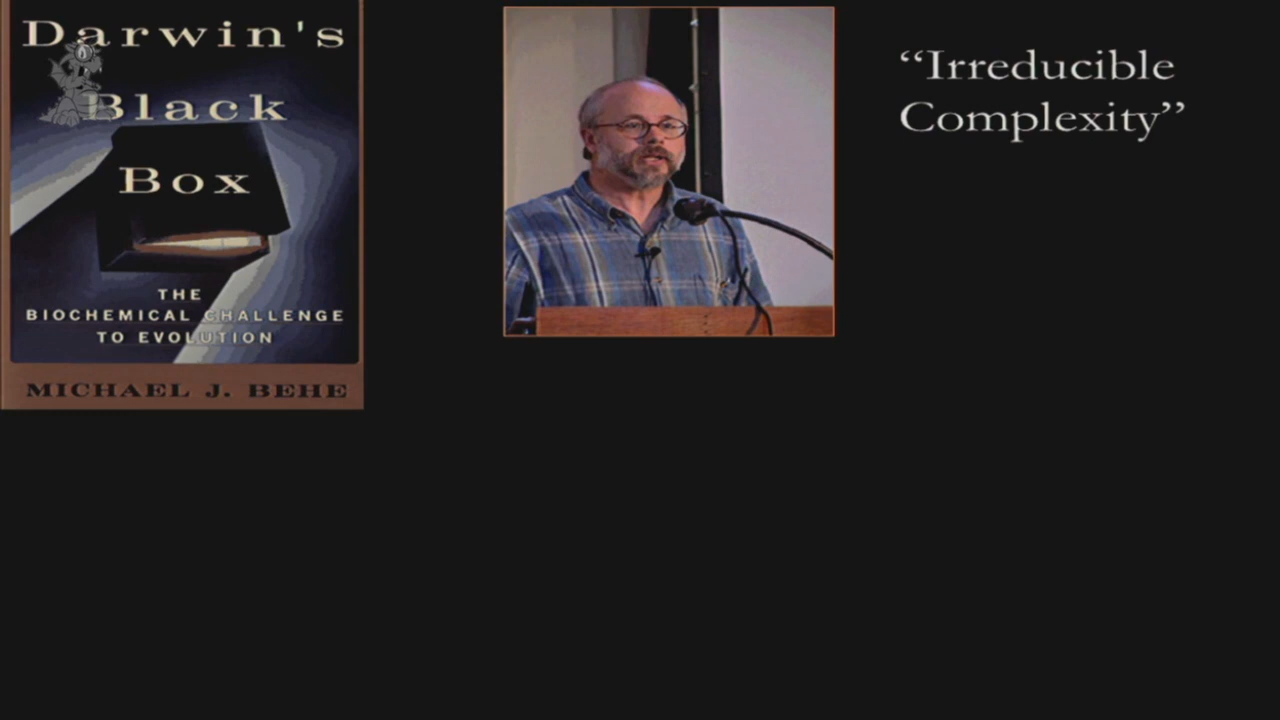 Darwin's
Black
Box
THE
BIOCHEMICAL CHALLENGE
TO EVOLUTION
MICHAEL J. BEHE
“Irreducible
Complexity”